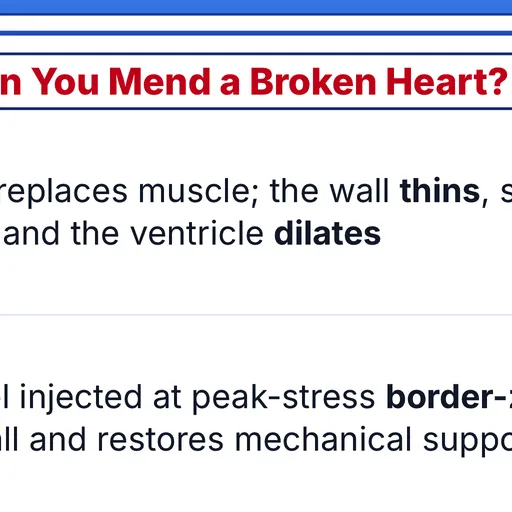 n You Mend a Broken Heart?
replaces muscle; the wall thins, s
and the ventricle dilates
l injected at peak-stress border-z
ll and restores mechanical suppo